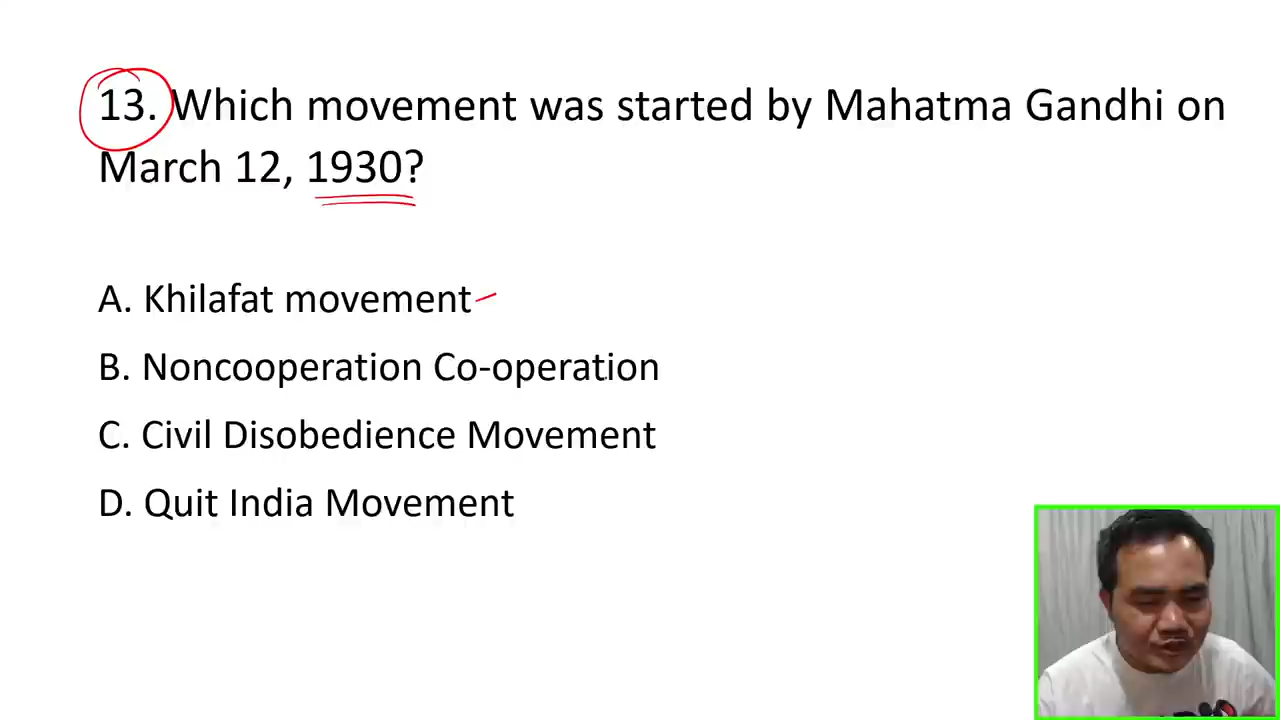 13. Which movement was started by Mahatma Gandhi on
March 12, 1930?
A. Khilafat movement
B. Noncooperation Co-operation
C. Civil Disobedience Movement
D. Quit India Movement